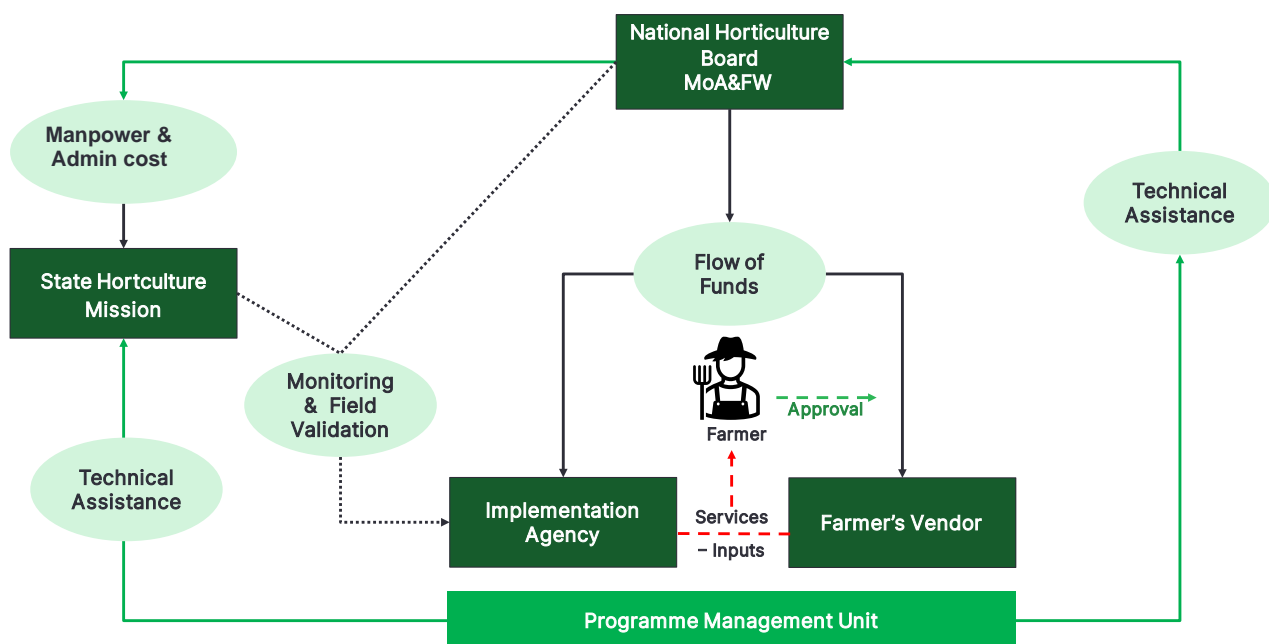 National Horticulture
Board
MoA&FW
Manpower &
Admin cost
Technical
Assistance
State Hortculture
Mission
Flow of
Funds
Monitoring
& Field
Validation
Approval
Farmer
Technical
Assistance
Implementation
Agency
Services
– Inputs
Farmer’s Vendor
Programme Management Unit